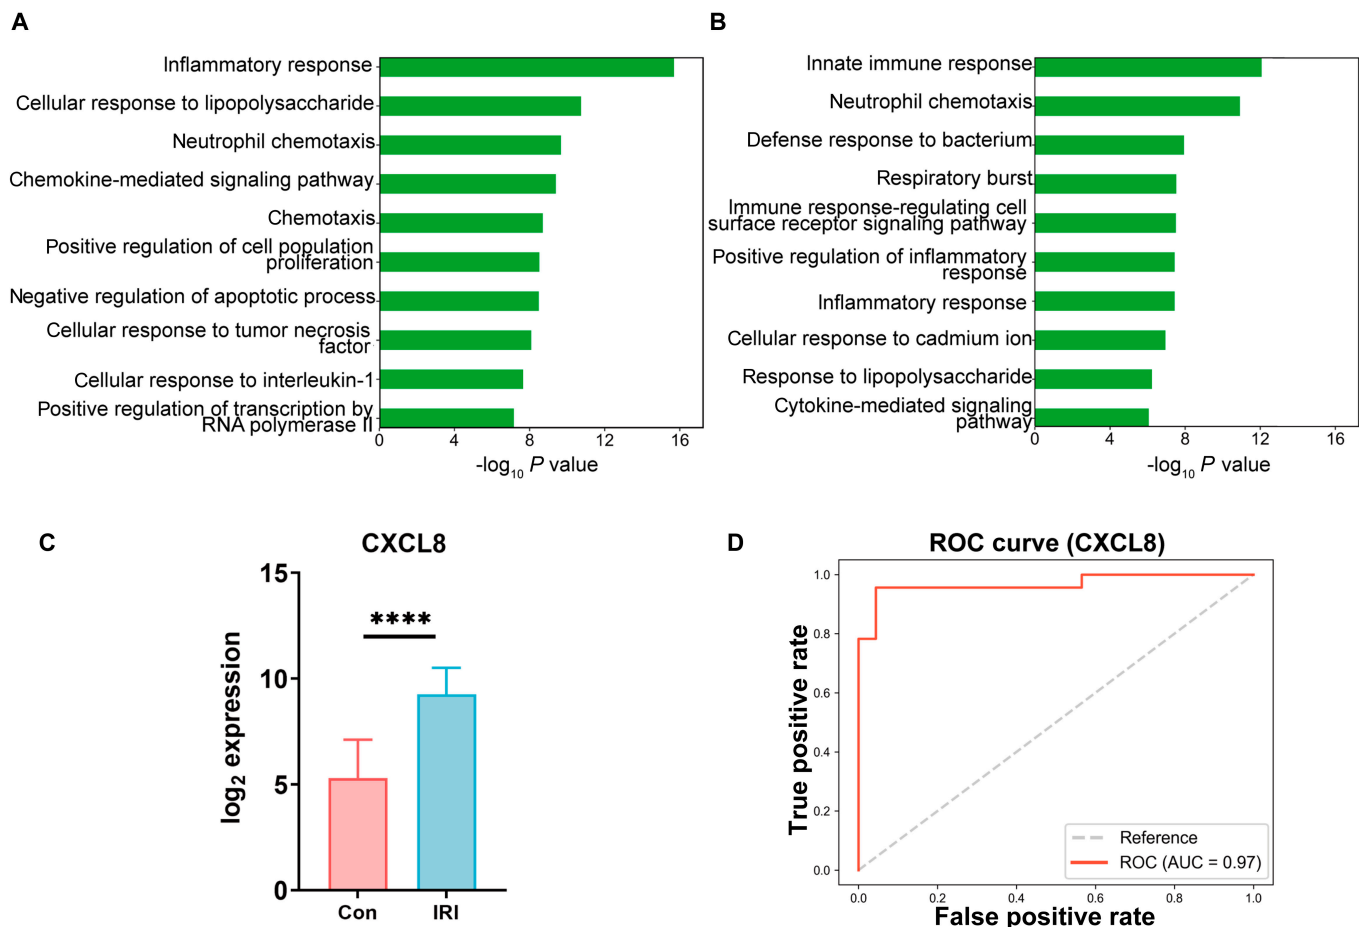 A
Inflammatory response
Cellular response to lipopolysaccharide
Neutrophil chemotaxis
Chemokine-mediated signaling pathway
Chemotaxis
Positive regulation of cell population
proliferation
Negative regulation of apoptotic process
Cellular response to tumor necrosis
factor
Cellular response to interleukin-1
Positive regulation of transcription by
RNA polymerase II
0 4 8 12 16
-log10 P value
B
Innate immune response
Neutrophil chemotaxis
Defense response to bacterium
Respiratory burst
Immune response-regulating cell
surface receptor signaling pathway
Positive regulation of inflammatory
response
Inflammatory response
Cellular response to cadmium ion
Response to lipopolysaccharide
Cytokine-mediated signaling
pathway
0 4 8 12 16
-log10 P value
C
CXCL8
15
10
5
0
log2 expression
****
Con IRI
D
ROC curve (CXCL8)
1.0
0.8
0.6
0.4
0.2
0.0
True positive rate
Reference
ROC (AUC = 0.97)
0.0 0.2 0.4 0.6 0.8 1.0
False positive rate